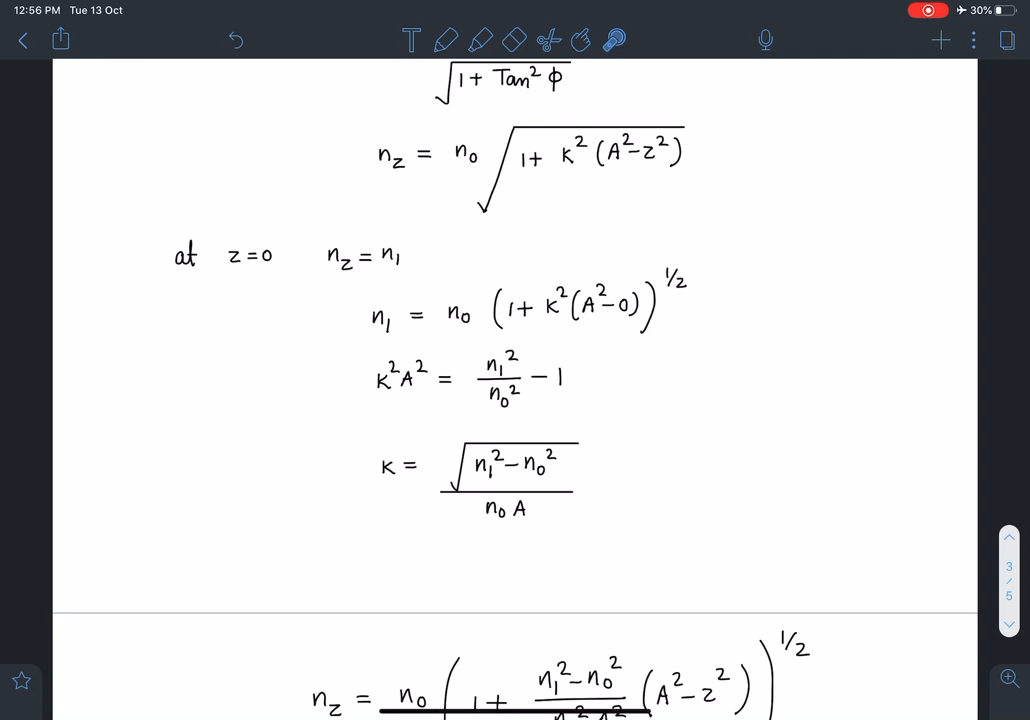 12:56 PM Tue 13 Oct 30%
√(1 + Tan² φ)
n_z = n₀ √(1 + K² (A² - z²))
at z = 0 n_z = n₁
n₁ = n₀ (1 + K² (A² - 0))^1/2
K²A² = n₁²/n₀² - 1
K = √(n₁² - n₀²) / n₀ A
3 / 5
n_z = n₀ (1 + (n₁² - n₀²)/(n₀² A²) (A² - z²))^1/2